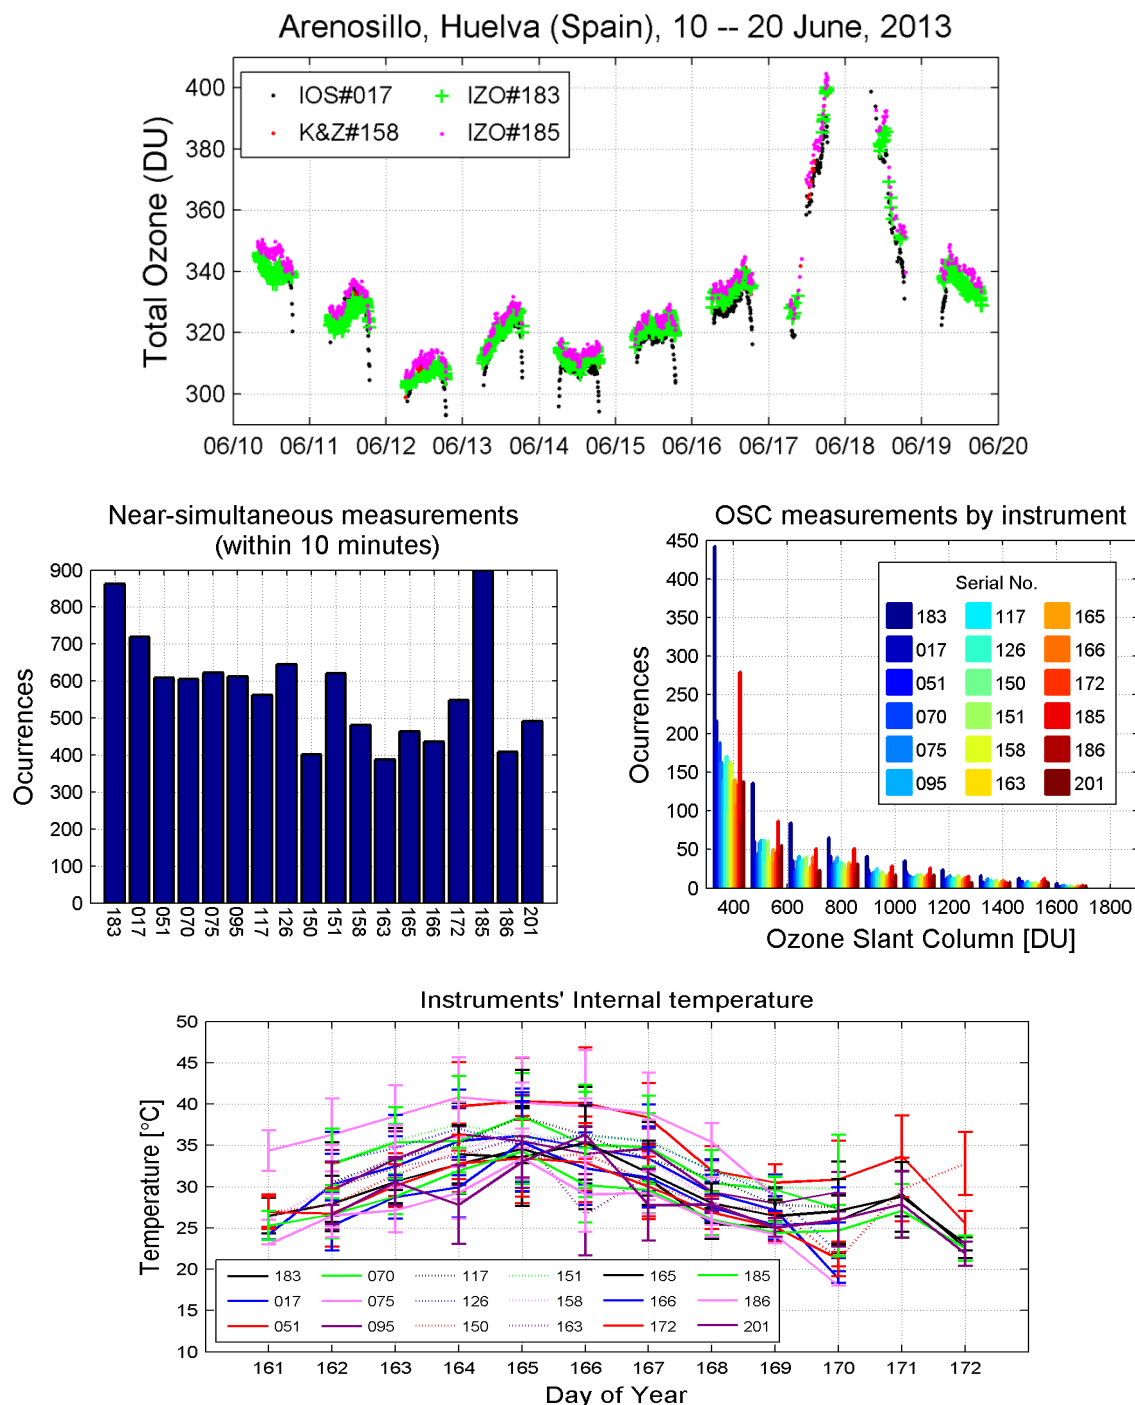 Arenosillo, Huelva (Spain), 10 -- 20 June, 2013
Total Ozone (DU)
400
380
360
340
320
300
IOS#017 IZO#183
K&Z#158 IZO#185
06/10 06/11 06/12 06/13 06/14 06/15 06/16 06/17 06/18 06/19 06/20
Near-simultaneous measurements
(within 10 minutes)
Ocurrences
900
800
700
600
500
400
300
200
100
0
183 017 051 070 075 095 117 126 150 151 158 163 165 166 172 185 186 201
OSC measurements by instrument
Ocurrences
450
400
350
300
250
200
150
100
50
0
Serial No.
183 117 165
017 126 166
051 150 172
070 151 185
075 158 186
095 163 201
400 600 800 1000 1200 1400 1600 1800
Ozone Slant Column [DU]
Instruments' Internal temperature
Temperature [°C]
50
45
40
35
30
25
20
15
10
183 070 117 151 165 185
017 075 126 158 166 186
051 095 150 163 172 201
161 162 163 164 165 166 167 168 169 170 171 172
Day of Year